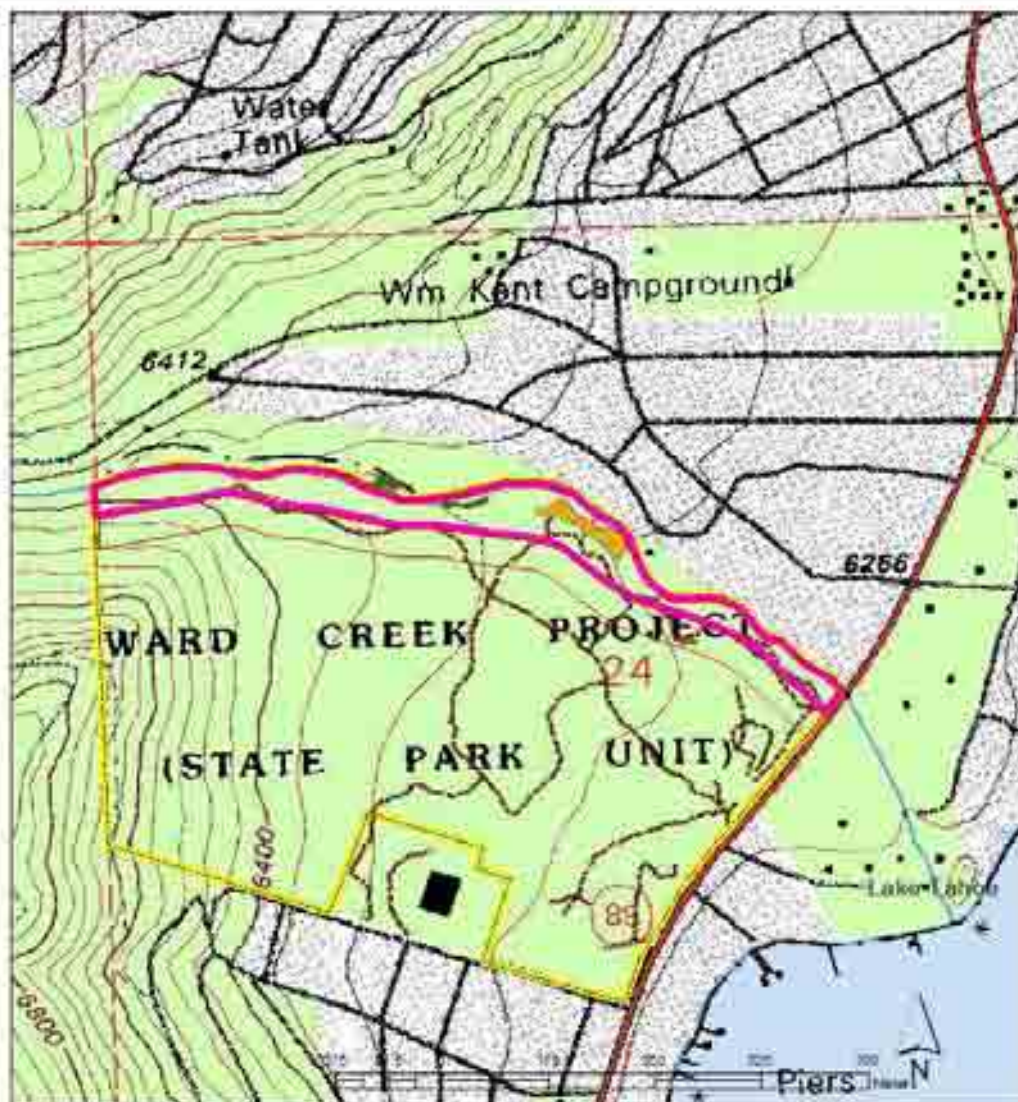 Water
Tank
Wm Kent Campground
6412
6266
WARD CREEK PROJECT
24
(STATE PARK UNIT)
6400
89
Lake Tahoe
6800
Piers
N